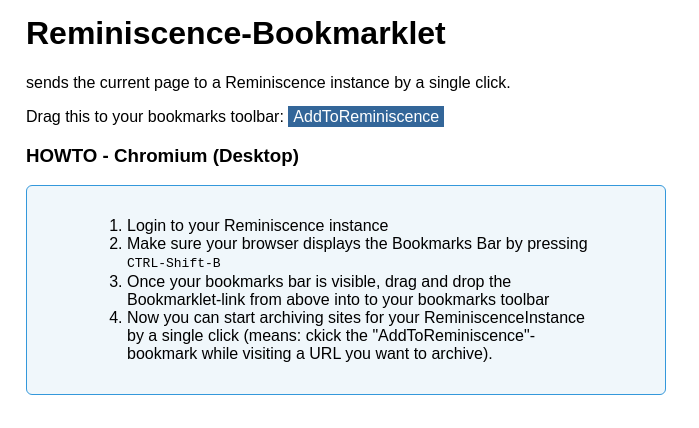 Reminiscence-Bookmarklet
sends the current page to a Reminiscence instance by a single click.
Drag this to your bookmarks toolbar: AddToReminiscence
HOWTO - Chromium (Desktop)
1. Login to your Reminiscence instance
2. Make sure your browser displays the Bookmarks Bar by pressing
CTRL-Shift-B
3. Once your bookmarks bar is visible, drag and drop the
Bookmarklet-link from above into to your bookmarks toolbar
4. Now you can start archiving sites for your ReminiscenceInstance
by a single click (means: ckick the "AddToReminiscence"-
bookmark while visiting a URL you want to archive).